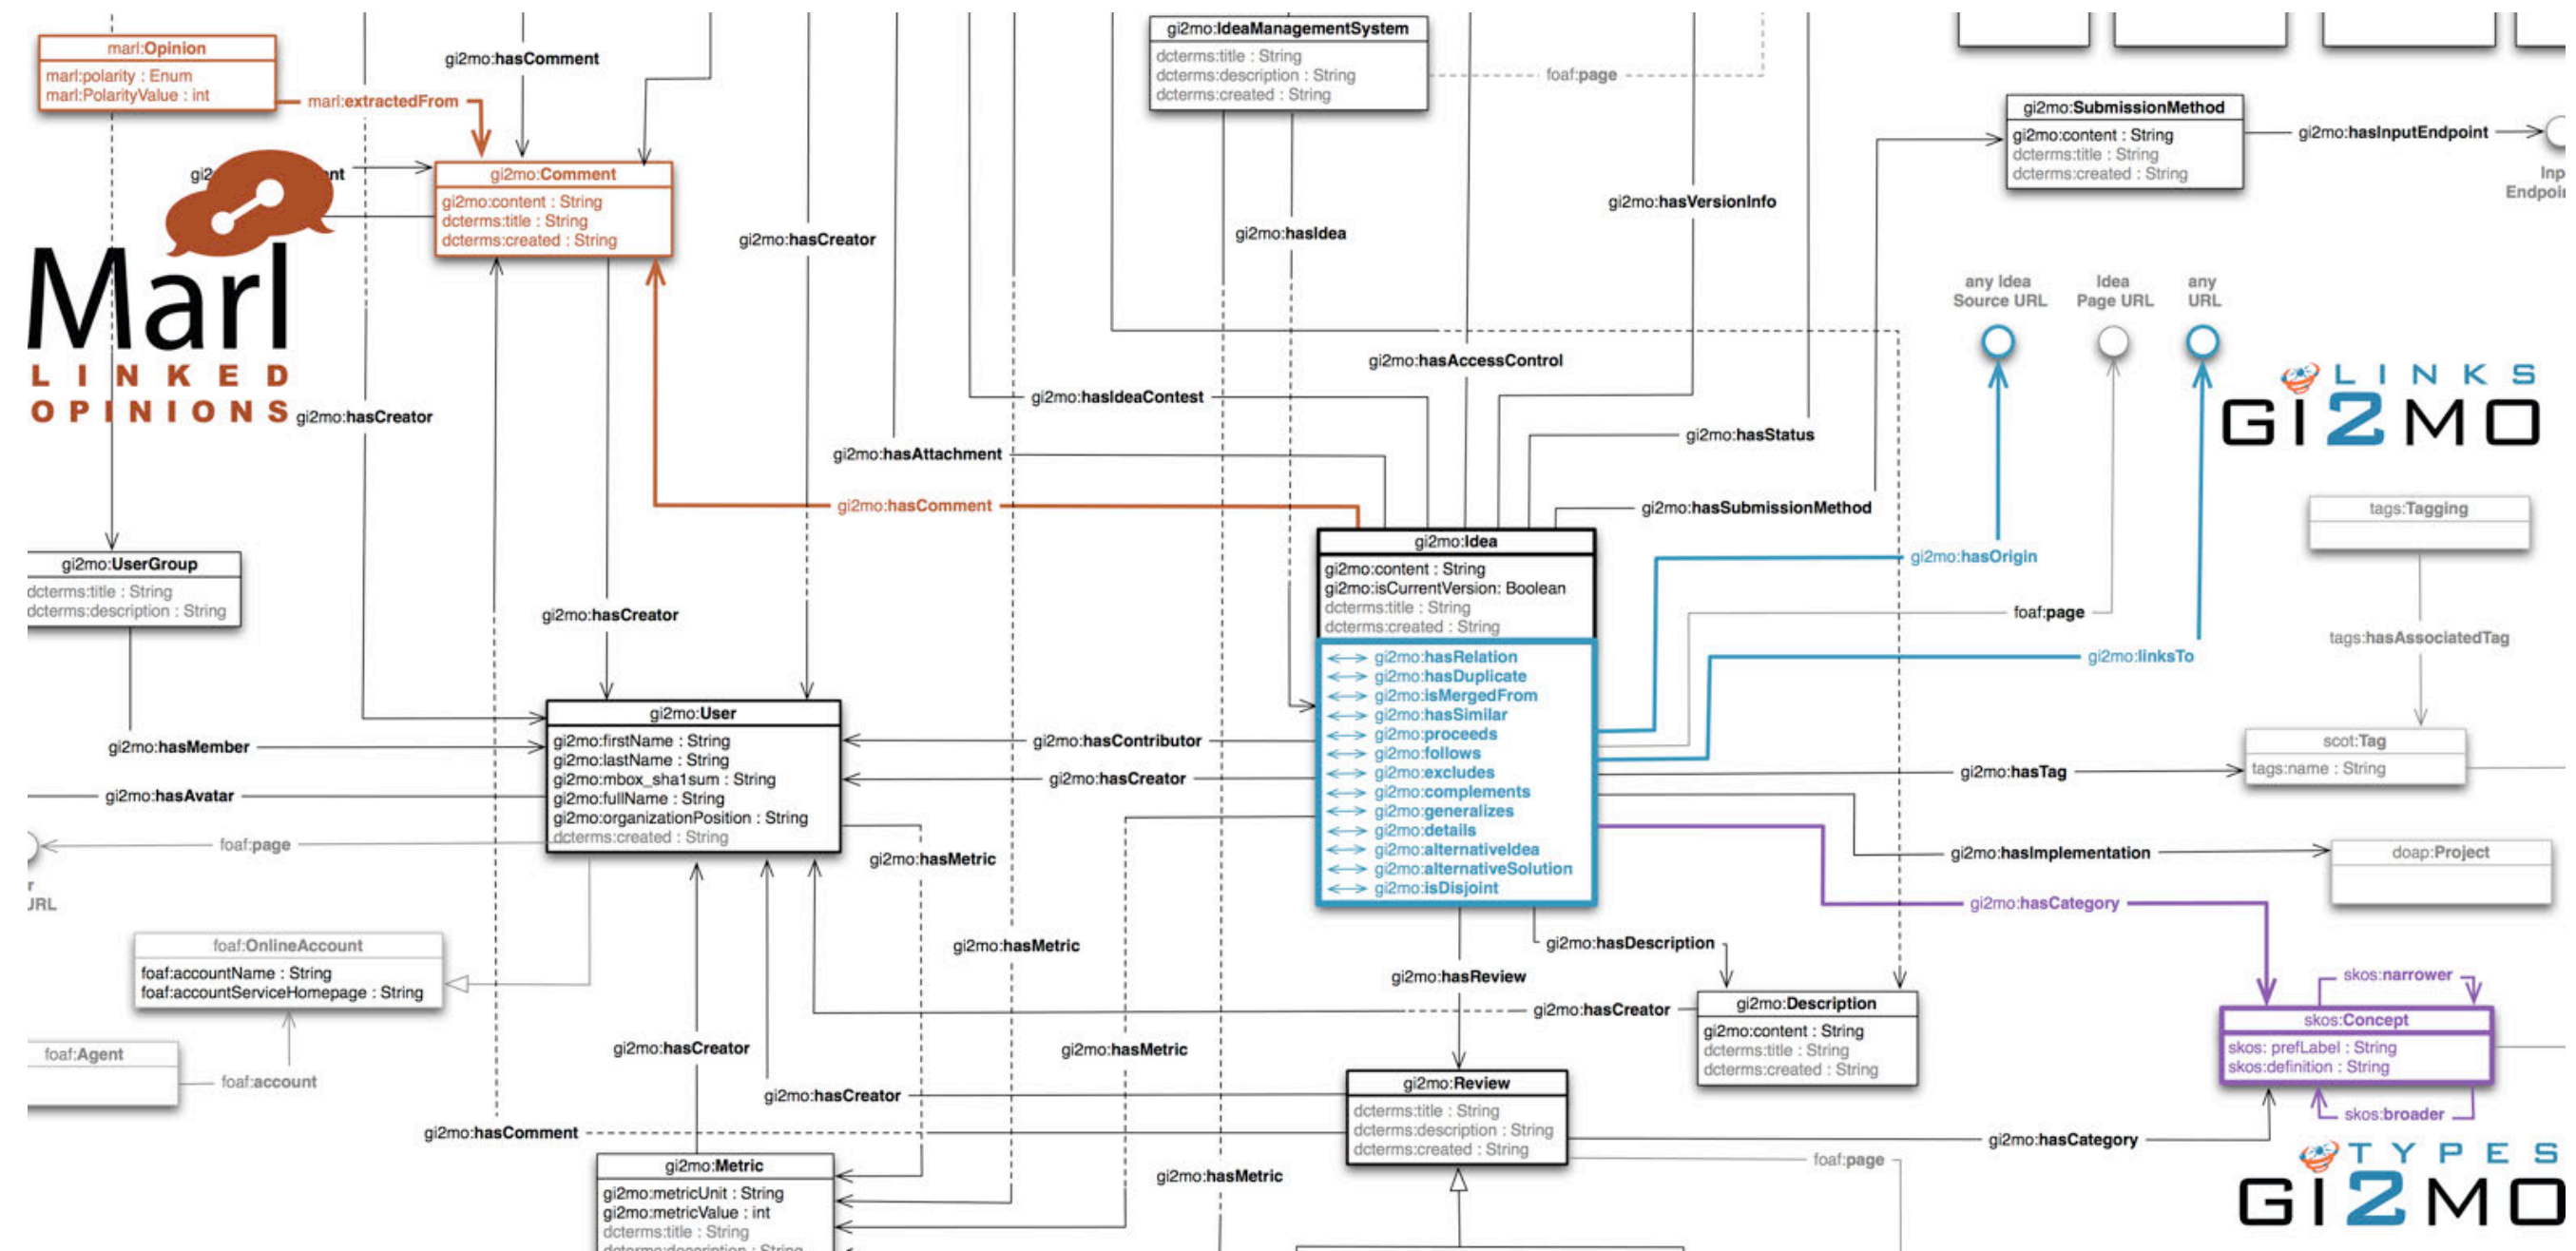 marl:Opinion
marl:polarity : Enum
marl:PolarityValue : int
marl:extractedFrom
gi2mo:hasComment
gi2mo:IdeaManagementSystem
dcterms:title : String
dcterms:description : String
dcterms:created : String
foaf:page
gi2mo:SubmissionMethod
gi2mo:content : String
dcterms:title : String
dcterms:created : String
gi2mo:hasInputEndpoint
gi2mo:Comment
gi2mo:content : String
dcterms:title : String
dcterms:created : String
Marl
LINKED
OPINIONS
gi2mo:hasCreator
gi2mo:hasCreator
gi2mo:hasIdea
gi2mo:hasVersionInfo
any Idea
Source URL
Idea
Page URL
any
URL
gi2mo:hasAccessControl
gi2mo:hasIdeaContest
gi2mo:hasStatus
gi2mo:hasAttachment
gi2mo:hasComment
gi2mo:hasSubmissionMethod
LINKS
GI2MO
tags:Tagging
tags:hasAssociatedTag
gi2mo:UserGroup
dcterms:title : String
dcterms:description : String
gi2mo:hasCreator
gi2mo:Idea
gi2mo:content : String
gi2mo:isCurrentVersion: Boolean
dcterms:title : String
dcterms:created : String
gi2mo:hasRelation
gi2mo:hasDuplicate
gi2mo:isMergedFrom
gi2mo:hasSimilar
gi2mo:proceeds
gi2mo:follows
gi2mo:excludes
gi2mo:complements
gi2mo:generalizes
gi2mo:details
gi2mo:alternativeIdea
gi2mo:alternativeSolution
gi2mo:isDisjoint
gi2mo:hasOrigin
foaf:page
gi2mo:linksTo
gi2mo:User
gi2mo:firstName : String
gi2mo:lastName : String
gi2mo:mbox_sha1sum : String
gi2mo:fullName : String
gi2mo:organizationPosition : String
dcterms:created : String
gi2mo:hasMember
gi2mo:hasAvatar
foaf:page
URL
gi2mo:hasContributor
gi2mo:hasCreator
gi2mo:hasTag
scot:Tag
tags:name : String
gi2mo:hasImplementation
doap:Project
gi2mo:hasMetric
gi2mo:hasCategory
foaf:OnlineAccount
foaf:accountName : String
foaf:accountServiceHomepage : String
foaf:Agent
foaf:account
gi2mo:hasMetric
gi2mo:hasReview
gi2mo:hasDescription
gi2mo:hasCreator
gi2mo:Description
gi2mo:content : String
dcterms:title : String
dcterms:created : String
skos:narrower
skos:Concept
skos: prefLabel : String
skos:definition : String
skos:broader
gi2mo:hasCreator
gi2mo:hasMetric
gi2mo:hasCreator
gi2mo:hasComment
gi2mo:Review
dcterms:title : String
dcterms:description : String
dcterms:created : String
gi2mo:hasCategory
foaf:page
gi2mo:hasMetric
gi2mo:Metric
gi2mo:metricUnit : String
gi2mo:metricValue : int
dcterms:title : String
dcterms:description : String
TYPES
GI2MO